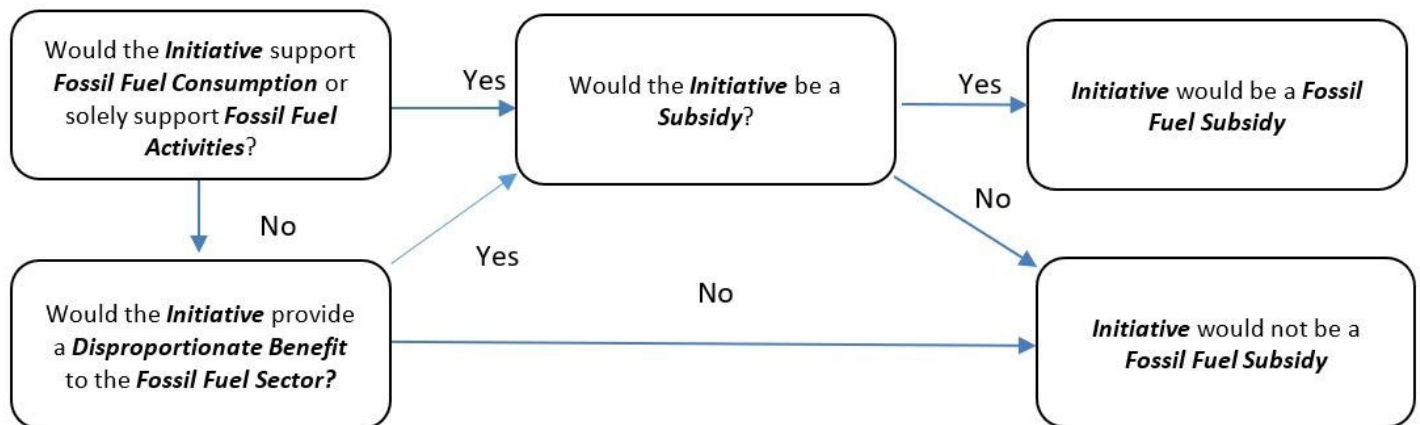 Would the Initiative support
Fossil Fuel Consumption or
solely support Fossil Fuel
Activities?
Yes
Would the Initiative be a
Subsidy?
Yes
Initiative would be a Fossil
Fuel Subsidy
No
No
Yes
Would the Initiative provide
a Disproportionate Benefit
to the Fossil Fuel Sector?
No
Initiative would not be a
Fossil Fuel Subsidy